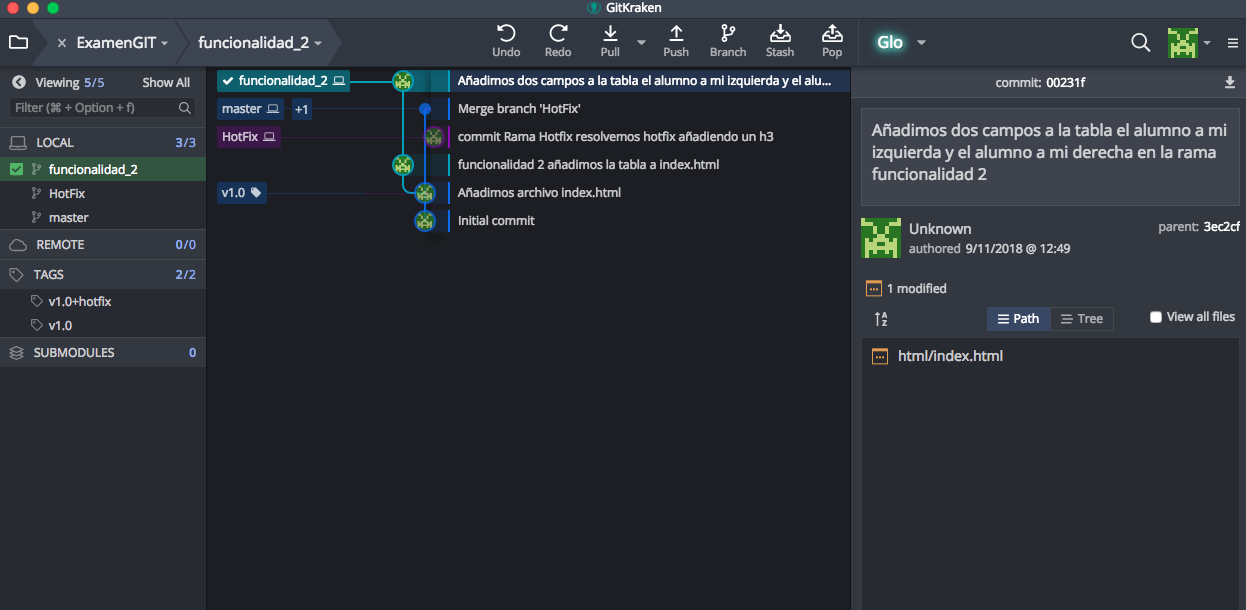 GitKraken
ExamenGIT
funcionalidad_2
Undo
Redo
Pull
Push
Branch
Stash
Pop
Glo
Viewing 5/5
Show All
Filter (⌘ + Option + f)
LOCAL 3/3
funcionalidad_2
HotFix
master
REMOTE 0/0
TAGS 2/2
v1.0+hotfix
v1.0
SUBMODULES 0
funcionalidad_2 Añadimos dos campos a la tabla el alumno a mi izquierda y el alu...
master +1 Merge branch 'HotFix'
HotFix commit Rama Hotfix resolvemos hotfix añadiendo un h3
funcionalidad 2 añadimos la tabla a index.html
v1.0 Añadimos archivo index.html
Initial commit
commit: 00231f
Añadimos dos campos a la tabla el alumno a mi
izquierda y el alumno a mi derecha en la rama
funcionalidad 2
Unknown
authored 9/11/2018 @ 12:49
parent: 3ec2cf
1 modified
A
Z
Path
Tree
View all files
html/index.html